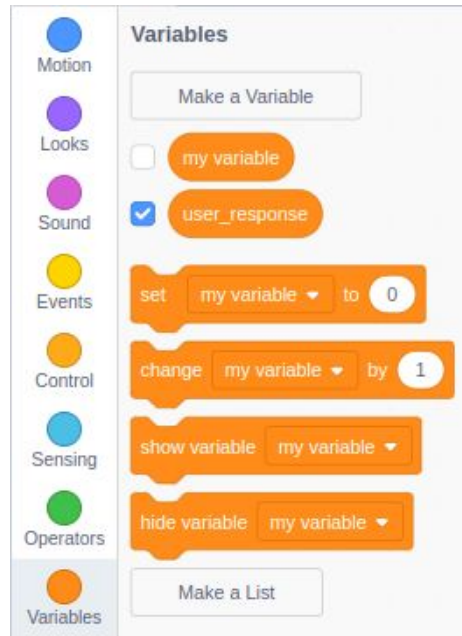 Motion
Looks
Sound
Events
Control
Sensing
Operators
Variables
Variables
Make a Variable
my variable
user_response
set my variable to 0
change my variable by 1
show variable my variable
hide variable my variable
Make a List